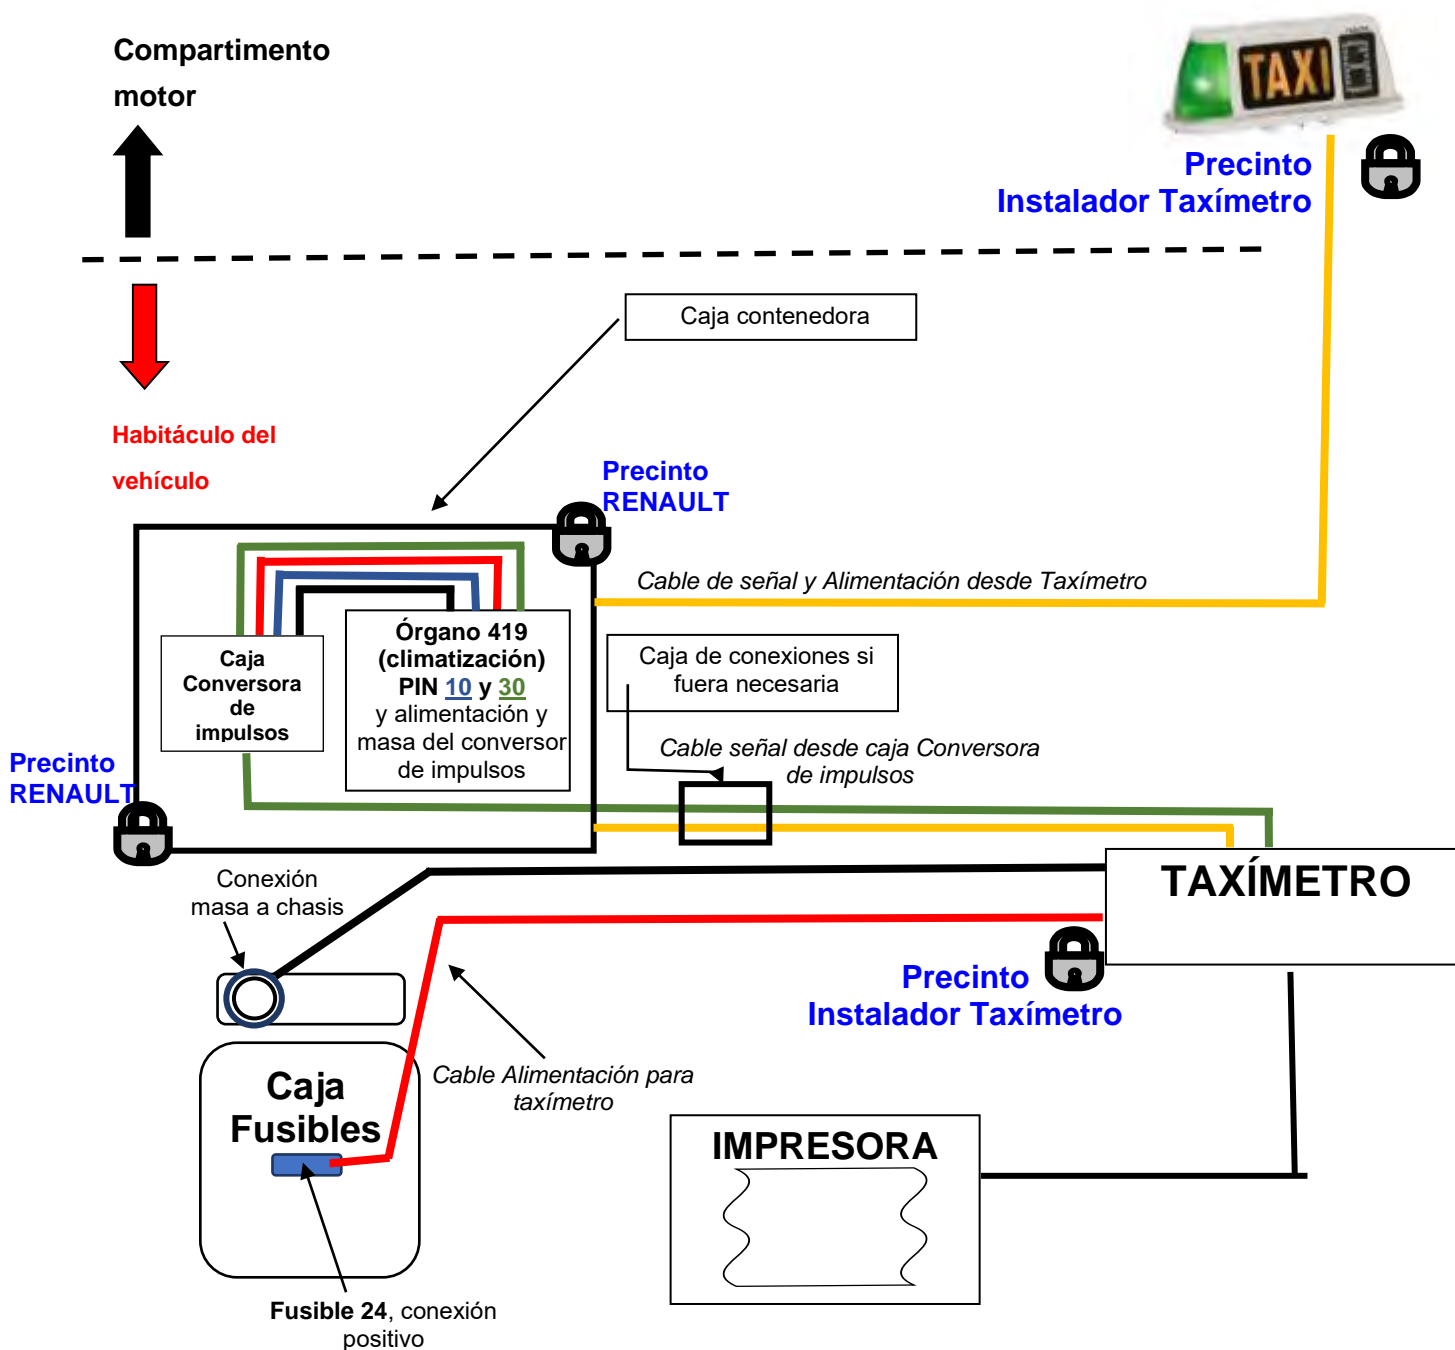 Compartimento
motor
TAXI
Precinto
Instalador Taxímetro
Caja contenedora
Habitáculo del
vehículo
Precinto
RENAULT
Cable de señal y Alimentación desde Taxímetro
Órgano 419
(climatización)
PIN 10 y 30
y alimentación y
masa del conversor
de impulsos
Caja
Conversora
de
impulsos
Caja de conexiones si
fuera necesaria
Cable señal desde caja Conversora
de impulsos
Precinto
RENAULT
Conexión
masa a chasis
TAXÍMETRO
Precinto
Instalador Taxímetro
Caja
Fusibles
Cable Alimentación para
taxímetro
IMPRESORA
Fusible 24, conexión
positivo